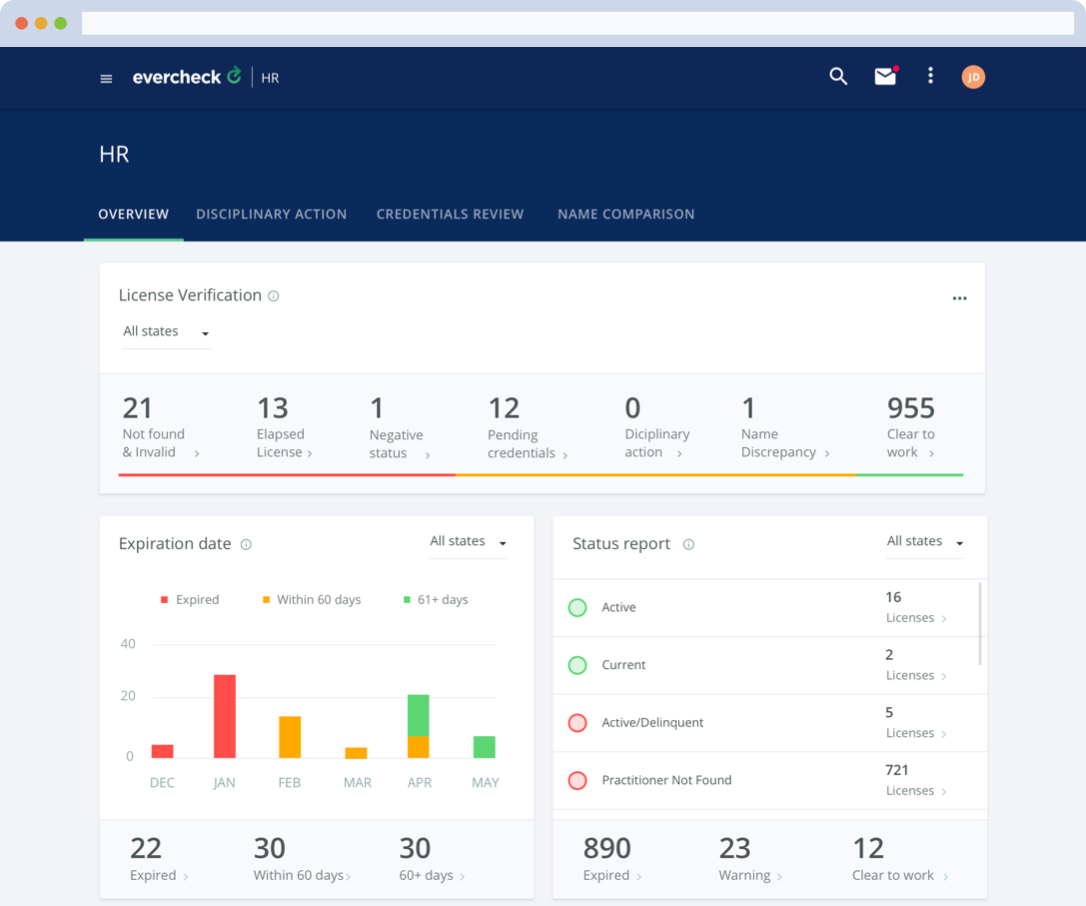 evercheck HR
JD
HR
OVERVIEW DISCIPLINARY ACTION CREDENTIALS REVIEW NAME COMPARISON
License Verification
All states
21 13 1 12 0 1 955
Not found Elapsed Negative Pending Diciplinary Name Clear to
& Invalid License status credentials action Discrepancy work
Expiration date All states
Expired Within 60 days 61+ days
40
20
0
DEC JAN FEB MAR APR MAY
22 30 30
Expired Within 60 days 60+ days
Status report All states
Active 16
Licenses
Current 2
Licenses
Active/Delinquent 5
Licenses
Practitioner Not Found 721
Licenses
890 23 12
Expired Warning Clear to work